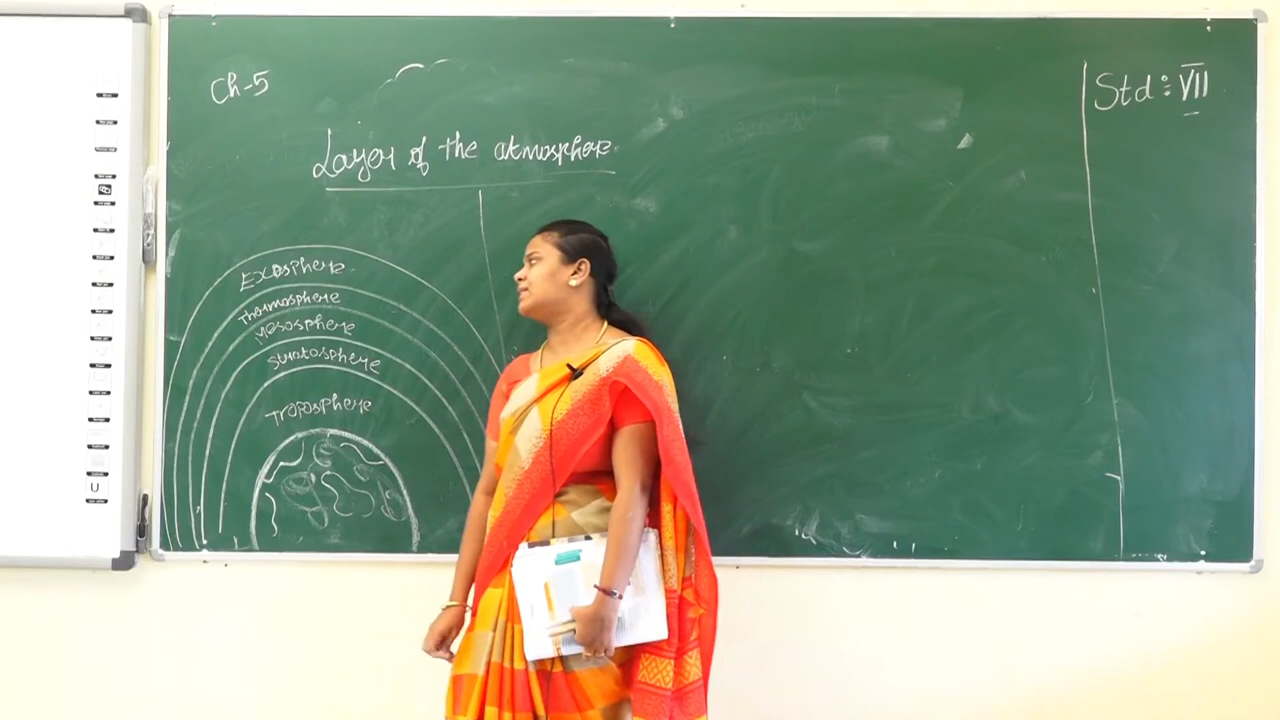 Ch-5
Std : VII
Layer of the atmosphere
Exosphere
Thermosphere
Mesosphere
Stratosphere
Troposphere
U